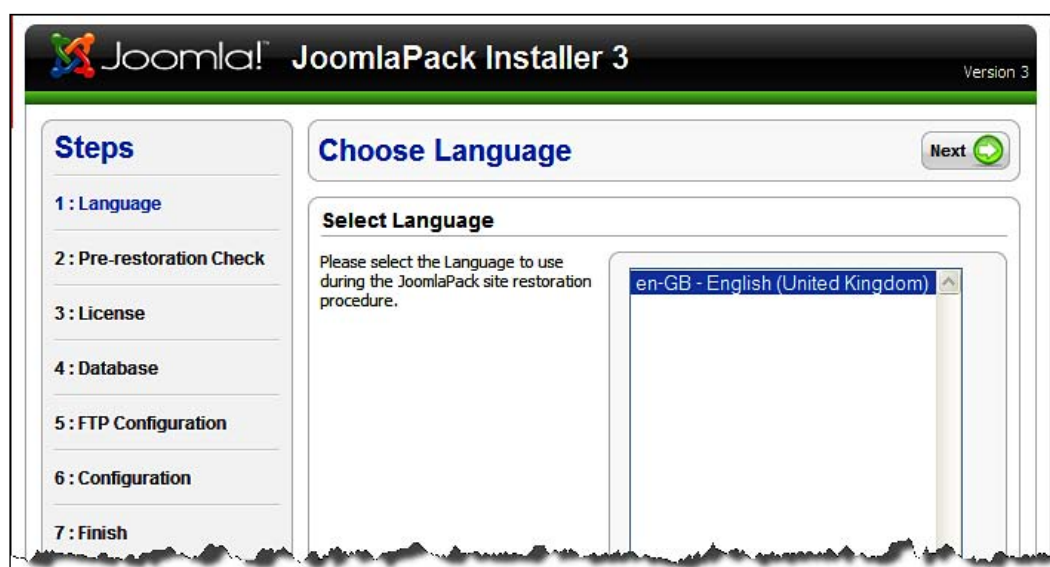 Joomla!™ JoomlaPack Installer 3
Version 3
Steps
1 : Language
2 : Pre-restoration Check
3 : License
4 : Database
5 : FTP Configuration
6 : Configuration
7 : Finish
Choose Language
Next
Select Language
Please select the Language to use
during the JoomlaPack site restoration
procedure.
en-GB - English (United Kingdom)